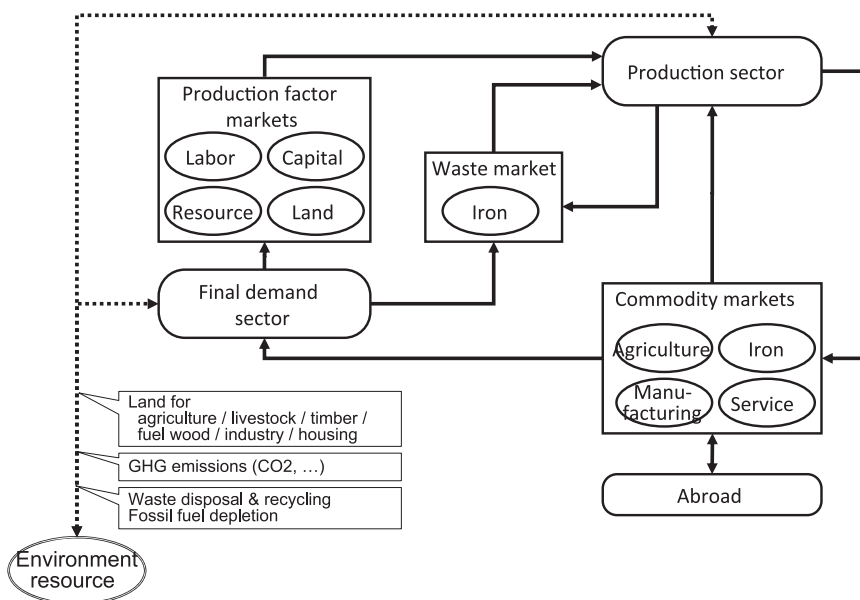 Production sector
Production factor
markets
Labor
Capital
Resource
Land
Waste market
Iron
Final demand
sector
Commodity markets
Agriculture
Iron
Manu-
facturing
Service
Abroad
Land for
agriculture / livestock / timber /
fuel wood / industry / housing
GHG emissions (CO2, ...)
Waste disposal & recycling
Fossil fuel depletion
Environment
resource